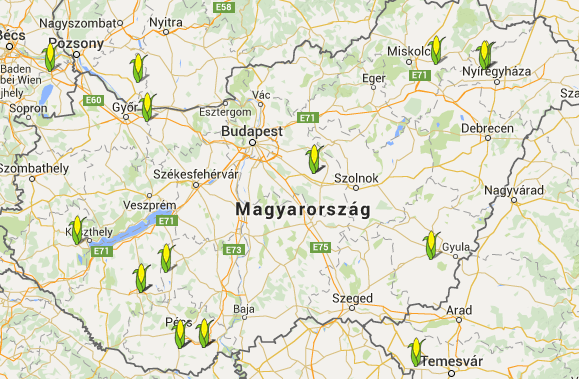 E58
Nagyszombat
Nyitra
Bécs
Pozsony
Miskolc
Baden
bei Wien
E71
Nyíregyháza
Eger
Vác
Sopron
E60
Győr
Esztergom
E71
Budapest
Debrecen
Szombathely
Székesfehérvár
Szolnok
Nagyvárad
Veszprém
Magyarország
E71
Keszthely
E71
E73
E75
Gyula
Szeged
Baja
Arad
Pécs
Temesvár